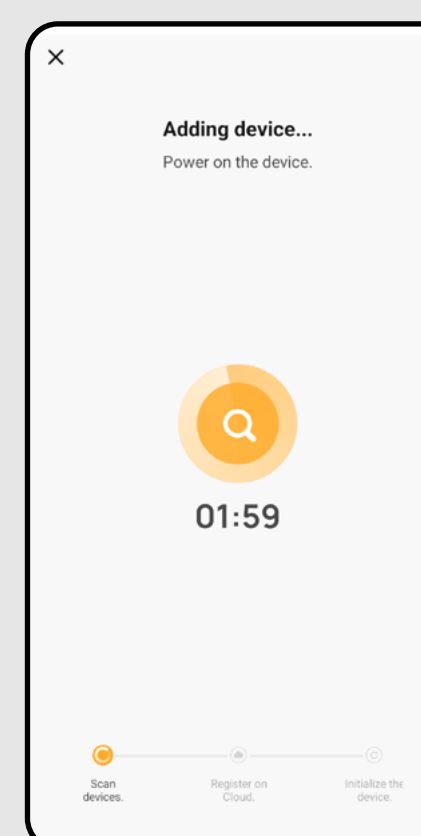 Adding device...
Power on the device.
01:59
Scan
devices.
Register on
Cloud.
Initialize the
device.